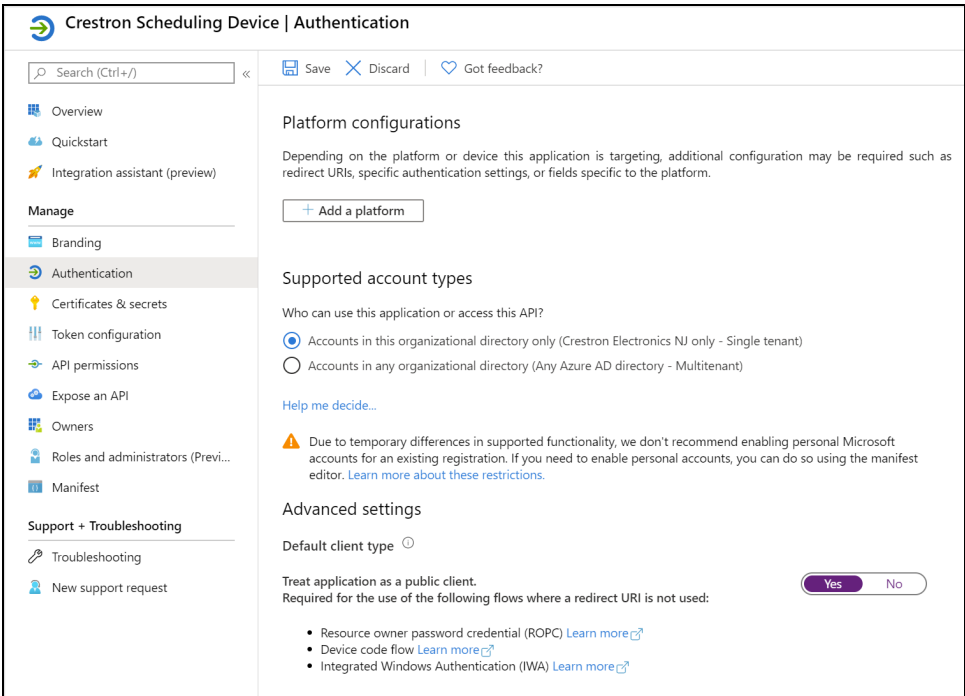 Crestron Scheduling Device | Authentication
Search (Ctrl+/)
«
Save
Discard
Got feedback?
Overview
Quickstart
Integration assistant (preview)
Manage
Branding
Authentication
Certificates & secrets
Token configuration
API permissions
Expose an API
Owners
Roles and administrators (Previ...
Manifest
Support + Troubleshooting
Troubleshooting
New support request
Platform configurations
Depending on the platform or device this application is targeting, additional configuration may be required such as
redirect URIs, specific authentication settings, or fields specific to the platform.
+ Add a platform
Supported account types
Who can use this application or access this API?
Accounts in this organizational directory only (Crestron Electronics NJ only - Single tenant)
Accounts in any organizational directory (Any Azure AD directory - Multitenant)
Help me decide...
Due to temporary differences in supported functionality, we don't recommend enabling personal Microsoft
accounts for an existing registration. If you need to enable personal accounts, you can do so using the manifest
editor. Learn more about these restrictions.
Advanced settings
Default client type
Treat application as a public client.
Required for the use of the following flows where a redirect URI is not used:
Yes No
• Resource owner password credential (ROPC) Learn more
• Device code flow Learn more
• Integrated Windows Authentication (IWA) Learn more